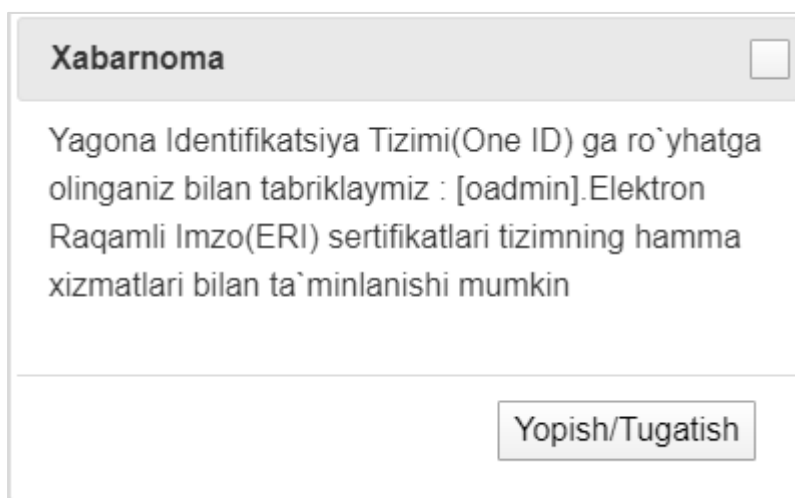 Xabarnoma
Yagona Identifikatsiya Tizimi(One ID) ga ro`yhatga
olinganiz bilan tabriklaymiz : [oadmin].Elektron
Raqamli Imzo(ERI) sertifikatlari tizimning hamma
xizmatlari bilan ta`minlanishi mumkin
Yopish/Tugatish